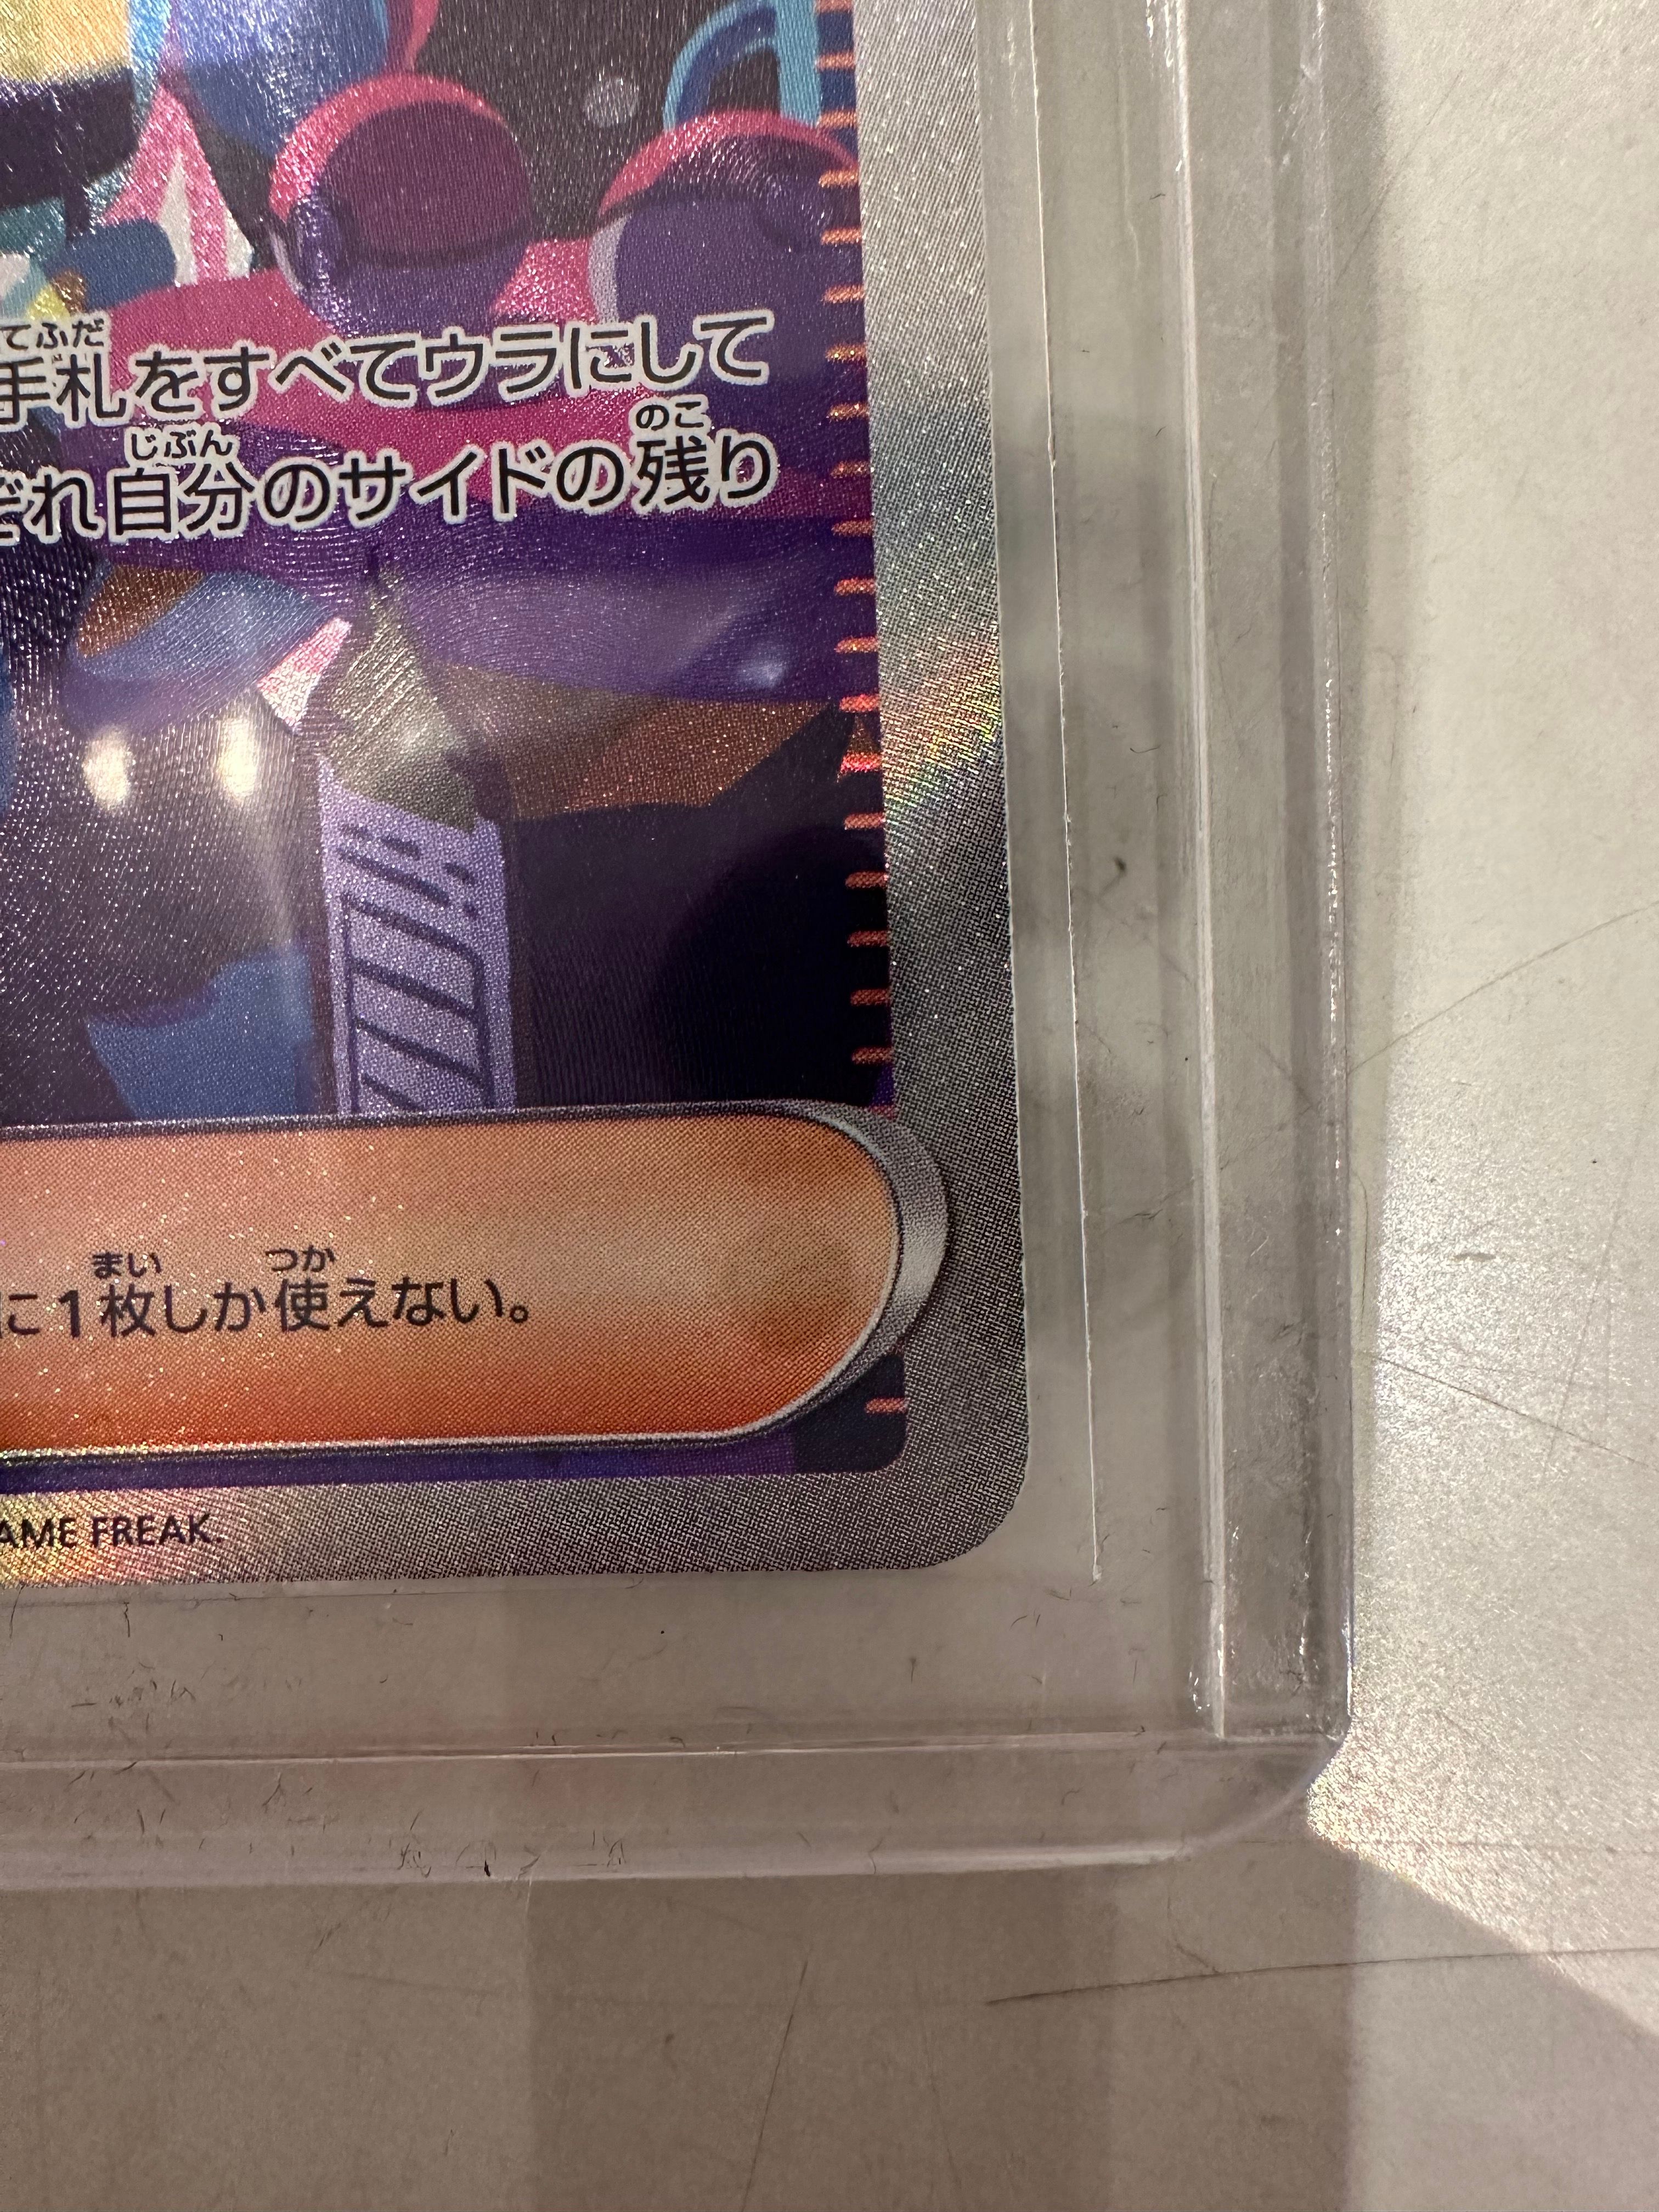 てふだ
手札をすべてウラにして
じぶん のこ
ぞれ自分のサイドの残り
まい つか
に1枚しか使えない。
AME FREAK.